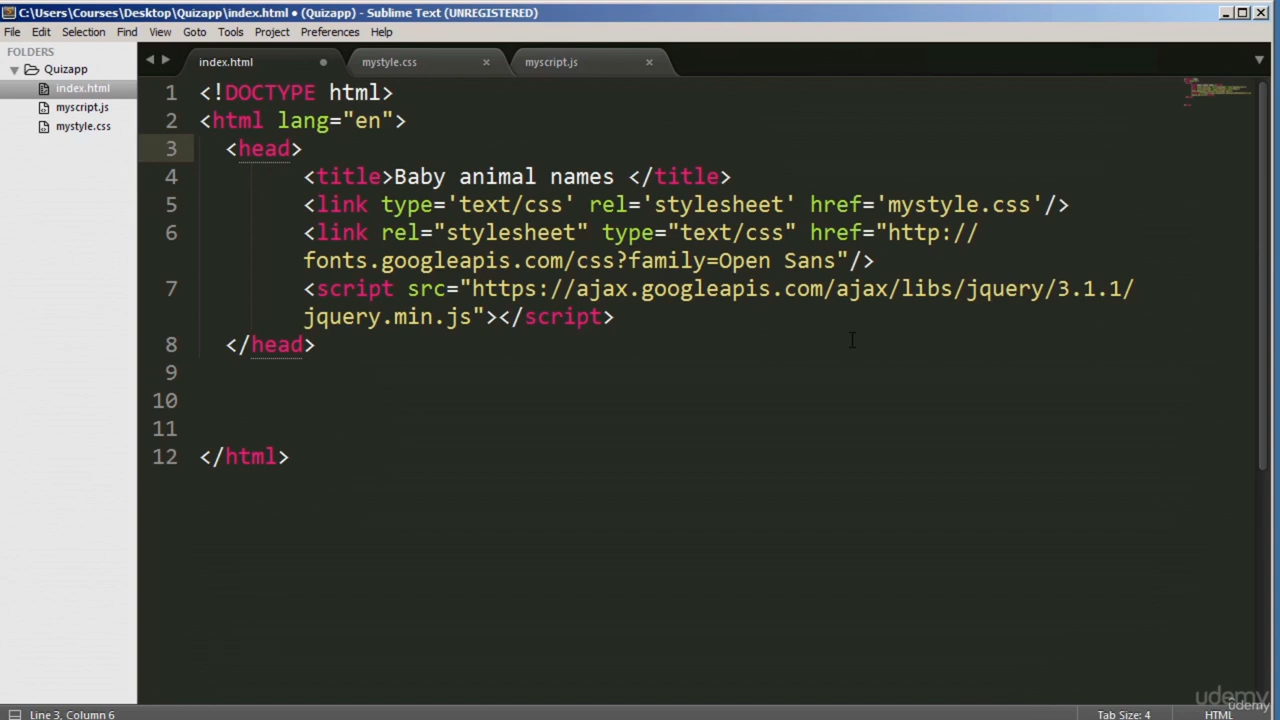 C:\Users\Courses\Desktop\Quizapp\index.html • (Quizapp) - Sublime Text (UNREGISTERED)
File Edit Selection Find View Goto Tools Project Preferences Help
FOLDERS
Quizapp
index.html
myscript.js
mystyle.css
index.html mystyle.css myscript.js
1 <!DOCTYPE html>
2 <html lang="en">
3 <head>
4 <title>Baby animal names </title>
5 <link type='text/css' rel='stylesheet' href='mystyle.css'/>
6 <link rel="stylesheet" type="text/css" href="http://
fonts.googleapis.com/css?family=Open Sans"/>
7 <script src="https://ajax.googleapis.com/ajax/libs/jquery/3.1.1/
jquery.min.js"></script>
8 </head>
9
10
11
12 </html>
udemy
udemy
Line 3, Column 6 Tab Size: 4 HTML